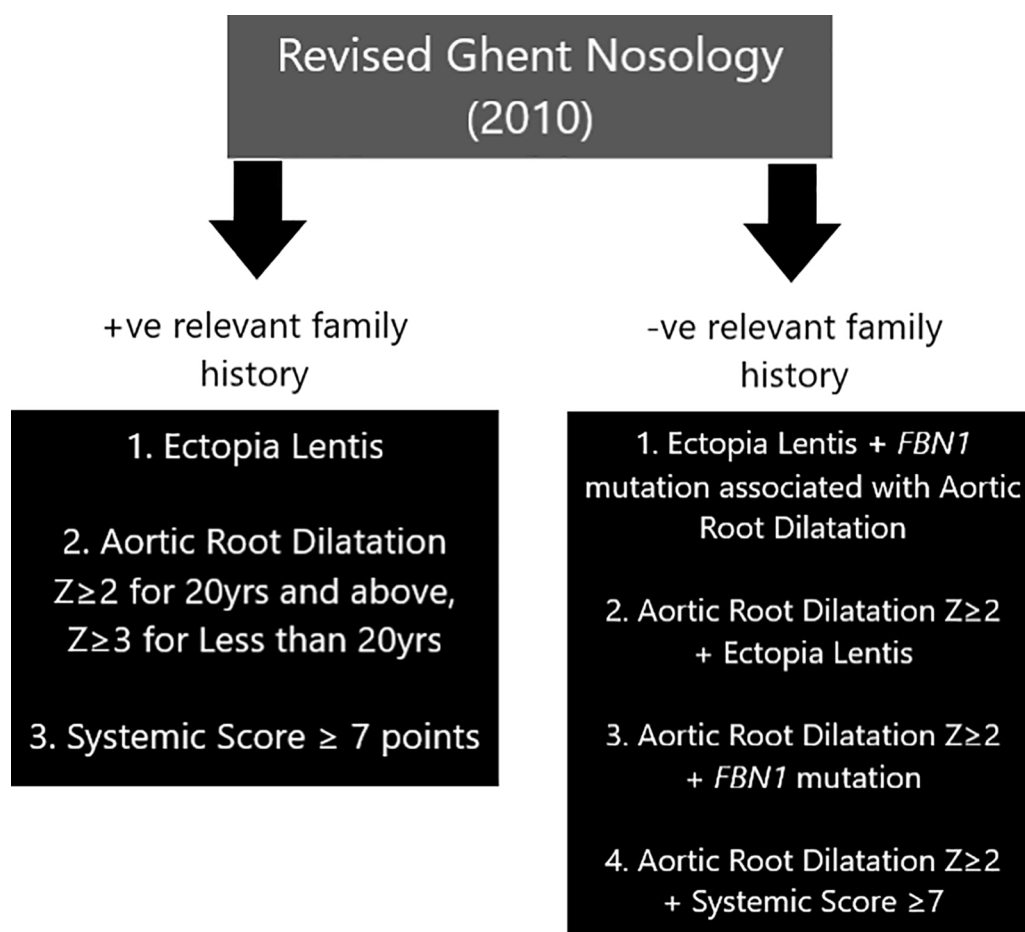 Revised Ghent Nosology
(2010)
+ve relevant family
history
1. Ectopia Lentis
2. Aortic Root Dilatation
Z≥2 for 20yrs and above,
Z≥3 for Less than 20yrs
3. Systemic Score ≥ 7 points
-ve relevant family
history
1. Ectopia Lentis + FBN1
mutation associated with Aortic
Root Dilatation
2. Aortic Root Dilatation Z≥2
+ Ectopia Lentis
3. Aortic Root Dilatation Z≥2
+ FBN1 mutation
4. Aortic Root Dilatation Z≥2
+ Systemic Score ≥7